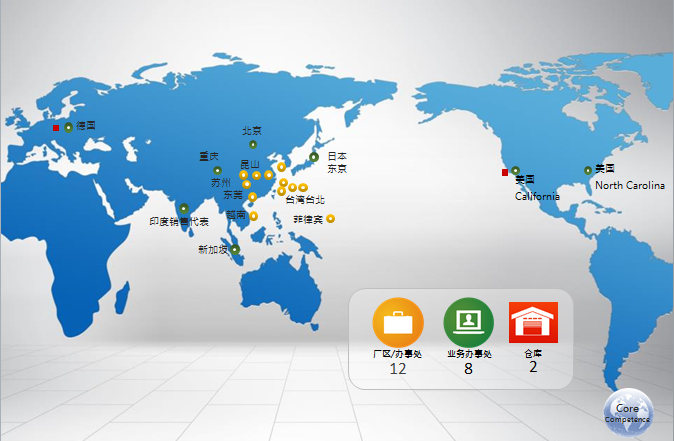 德国
北京
重庆
昆山
日本
东京
苏州
东莞
台湾台北
印度销售代表
越南
菲律宾
新加坡
美国
California
美国
North Carolina
厂区/办事处
12
业务办事处
8
仓库
2
Core
Competence